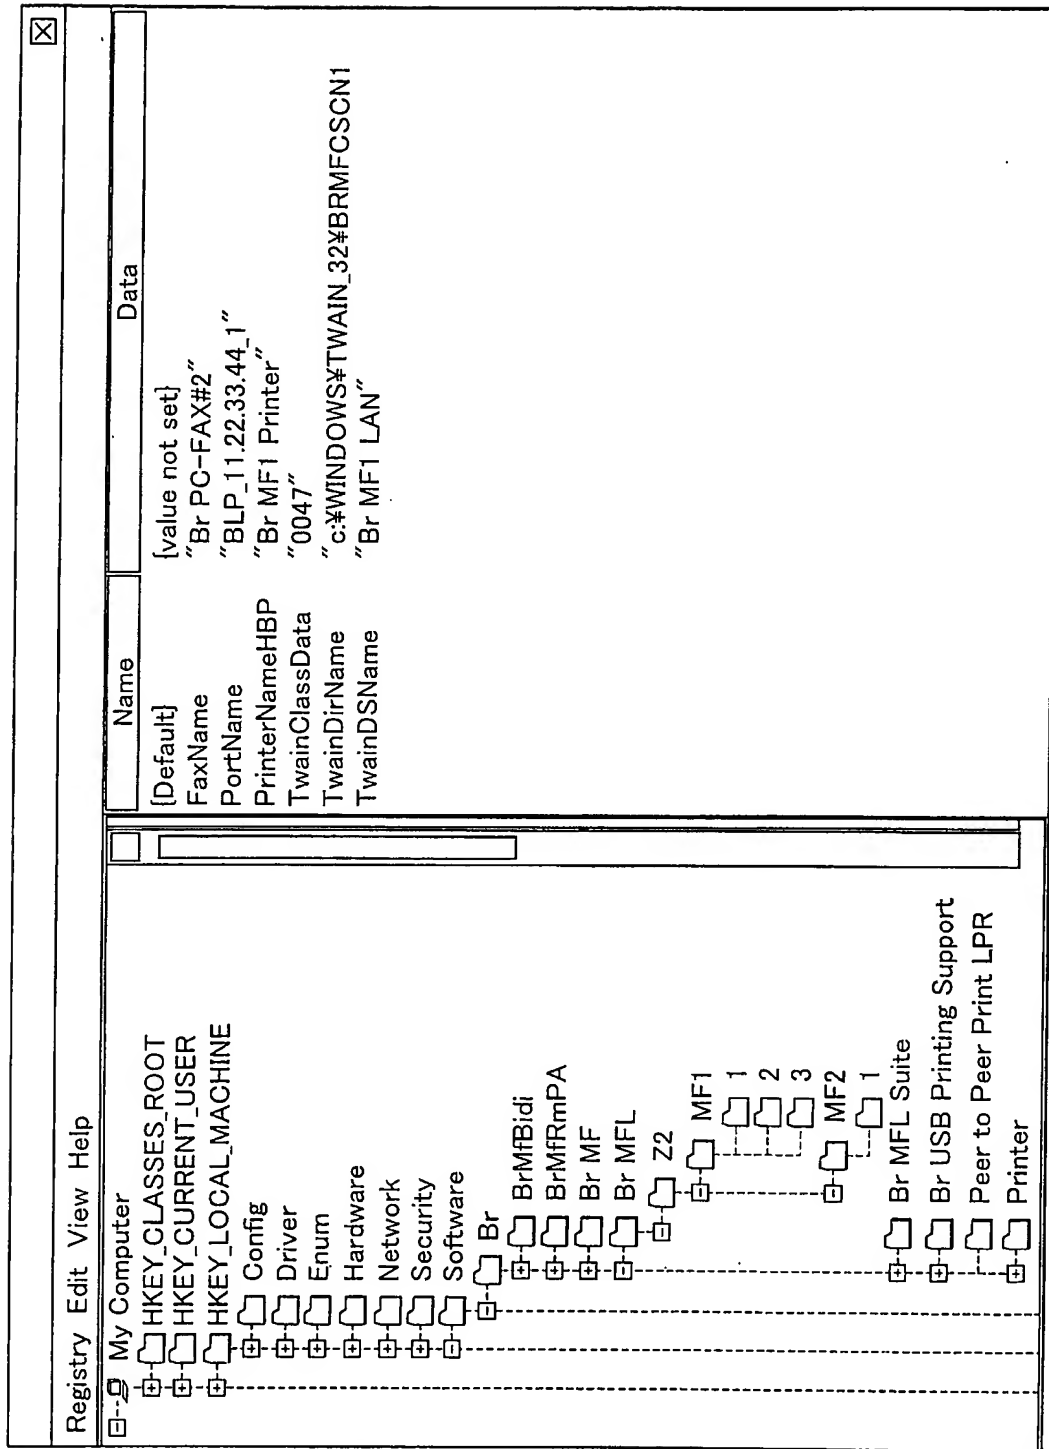 Registry Edit View Help
My Computer
HKEY_CLASSES_ROOT
HKEY_CURRENT_USER
HKEY_LOCAL_MACHINE
Config
Driver
Enum
Hardware
Network
Security
Software
Br
BrMfBidi
BrMfRmPA
Br MF
Br MFL
Z2
MF1
1
2
3
MF2
1
Br MFL Suite
Br USB Printing Support
Peer to Peer Print LPR
Printer
Name Data
{Default} {value not set}
FaxName "Br PC-FAX#2"
PortName "BLP_11.22.33.44_1"
PrinterNameHBP "Br MF1 Printer"
TwainClassData "0047"
TwainDirName "c:¥WINDOWS¥TWAIN_32¥BRMFCSCN1
TwainDSName "Br MF1 LAN"